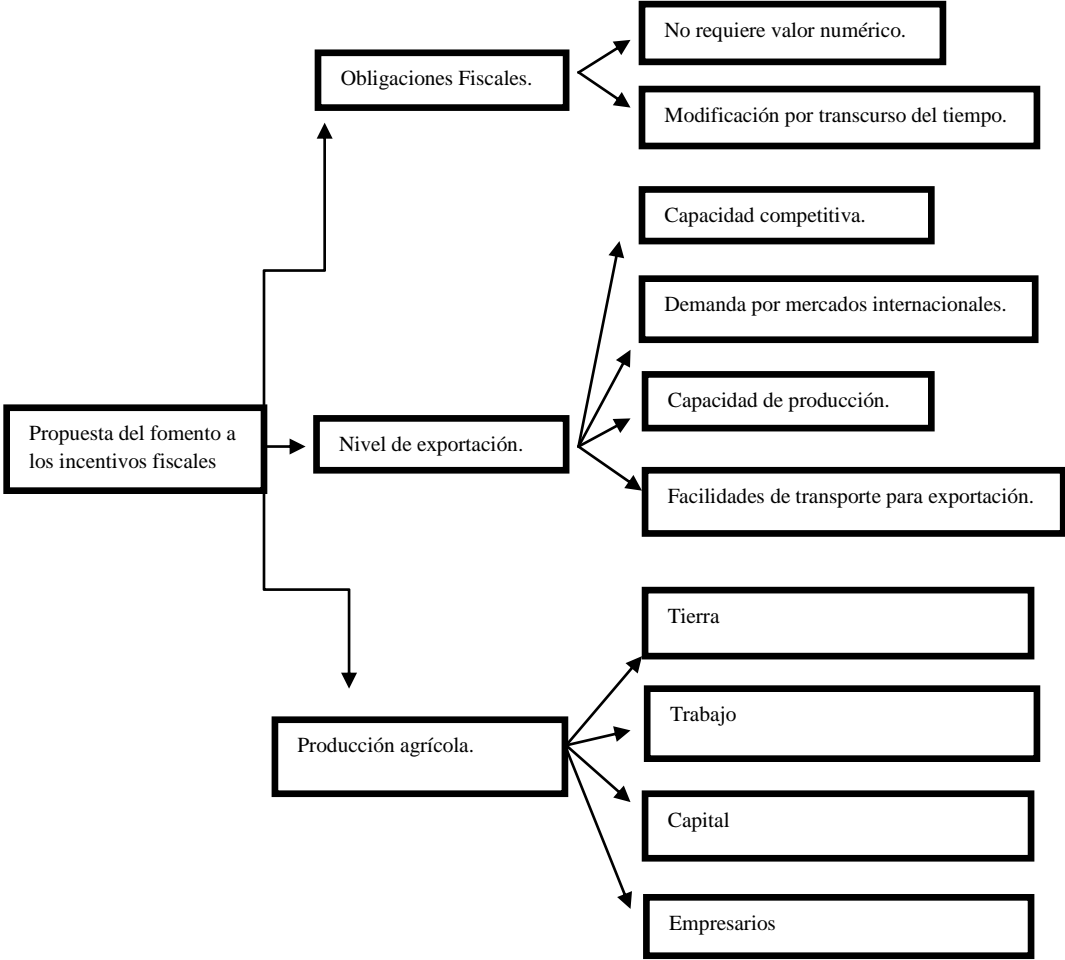 No requiere valor numérico.
Obligaciones Fiscales.
Modificación por transcurso del tiempo.
Capacidad competitiva.
Demanda por mercados internacionales.
Capacidad de producción.
Propuesta del fomento a
los incentivos fiscales
Nivel de exportación.
Facilidades de transporte para exportación.
Tierra
Trabajo
Producción agrícola.
Capital
Empresarios